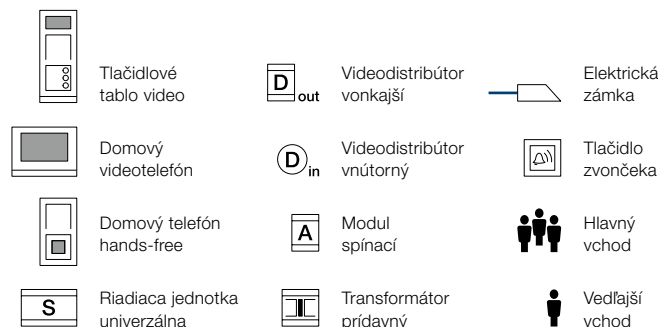 Tlačidlové
tablo video
D out
Videodistribútor
vonkajší
Elektrická
zámka
Domový
videotelefón
D in
Videodistribútor
vnútorný
Tlačidlo
zvončeka
Domový telefón
hands-free
A
Modul
spínací
Hlavný
vchod
S
Riadiaca jednotka
univerzálna
Transformátor
prídavný
Vedľajší
vchod